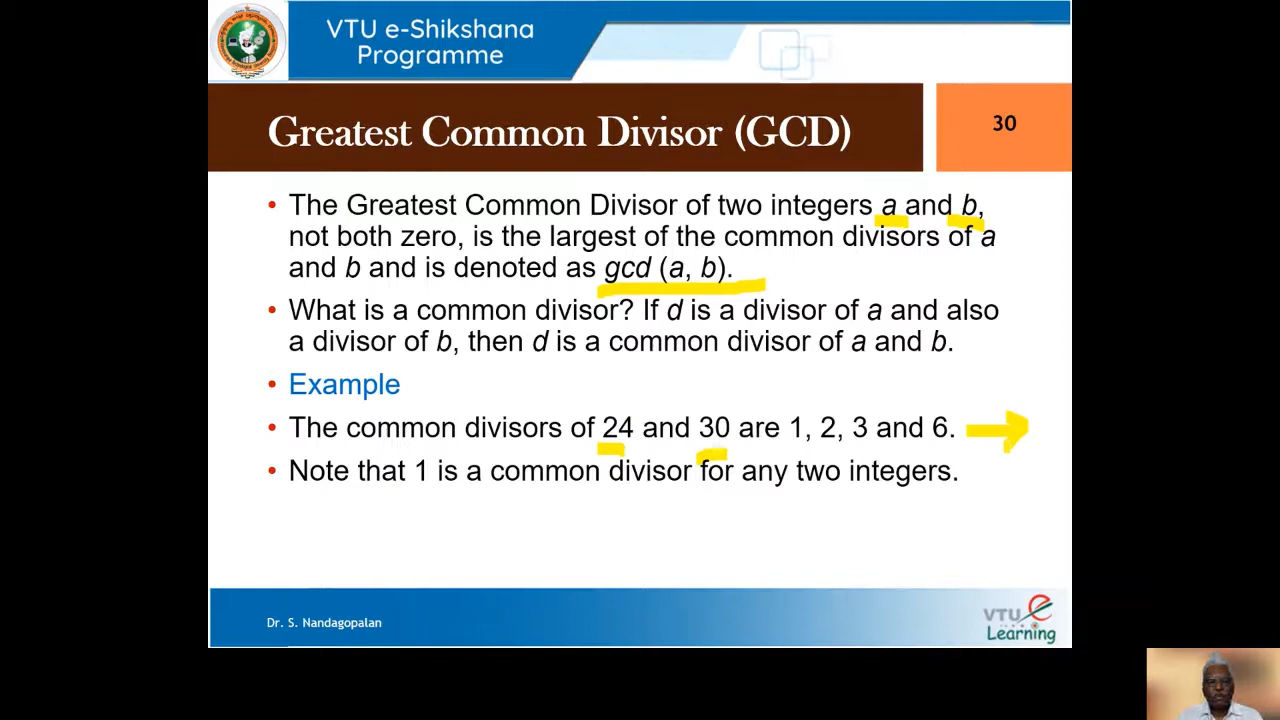 VTU e-Shikshana
Programme
Greatest Common Divisor (GCD)
30
• The Greatest Common Divisor of two integers a and b,
not both zero, is the largest of the common divisors of a
and b and is denoted as gcd (a, b).
• What is a common divisor? If d is a divisor of a and also
a divisor of b, then d is a common divisor of a and b.
• Example
• The common divisors of 24 and 30 are 1, 2, 3 and 6.
• Note that 1 is a common divisor for any two integers.
Dr. S. Nandagopalan
VTU e
Learning